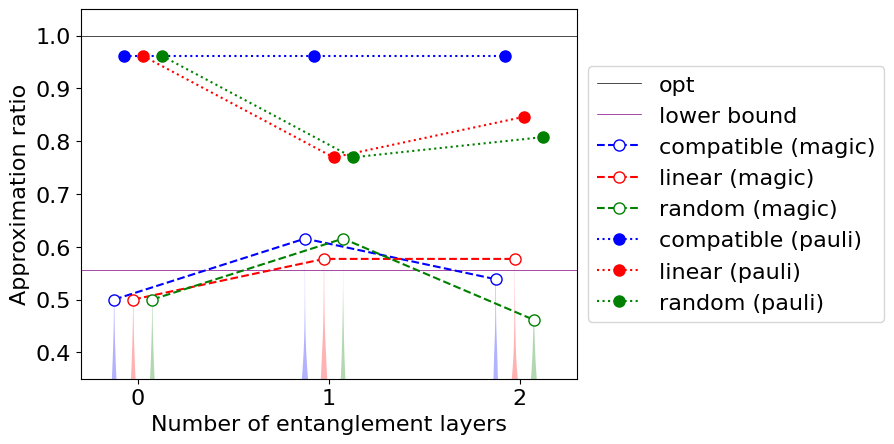 1.0
0.9
0.8
0.7
0.6
0.5
0.4
Approximation ratio
0 1 2
Number of entanglement layers
opt
lower bound
compatible (magic)
linear (magic)
random (magic)
compatible (pauli)
linear (pauli)
random (pauli)